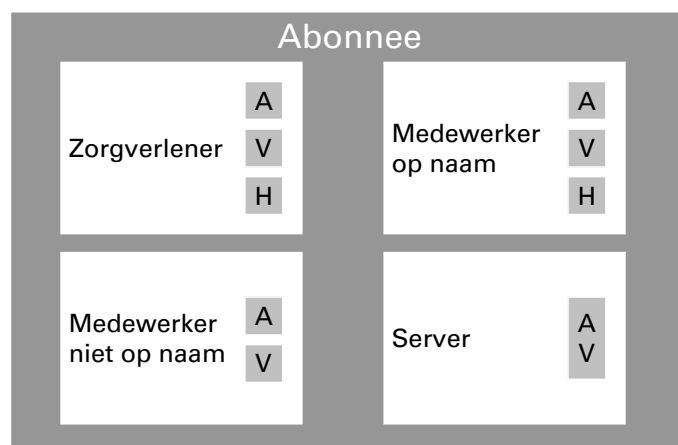 Abonnee
Zorgverlener
A
V
H
Medewerker
op naam
A
V
H
Medewerker
niet op naam
A
V
Server
A
V